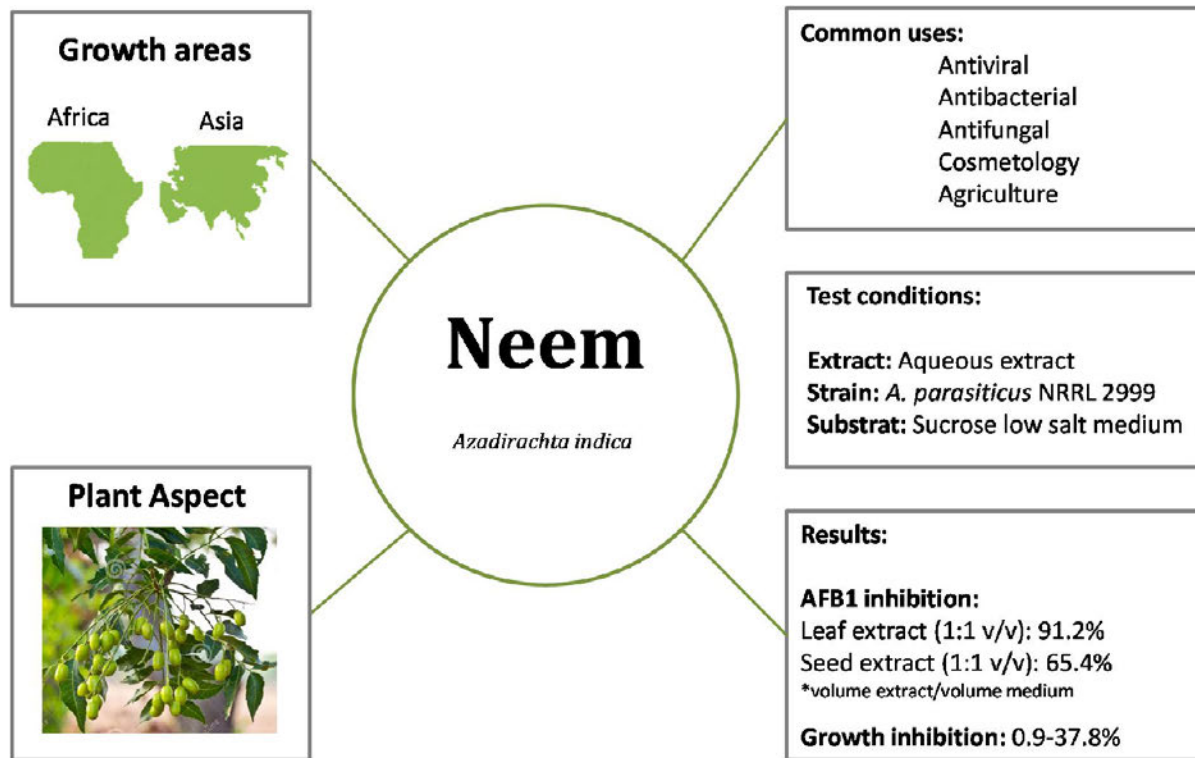 Growth areas
Africa
Asia
Plant Aspect
Neem
Azadirachta indica
Common uses:
Antiviral
Antibacterial
Antifungal
Cosmetology
Agriculture
Test conditions:
Extract: Aqueous extract
Strain: A. parasiticus NRRL 2999
Substrat: Sucrose low salt medium
Results:
AFB1 inhibition:
Leaf extract (1:1 v/v): 91.2%
Seed extract (1:1 v/v): 65.4%
*volume extract/volume medium
Growth inhibition: 0.9-37.8%